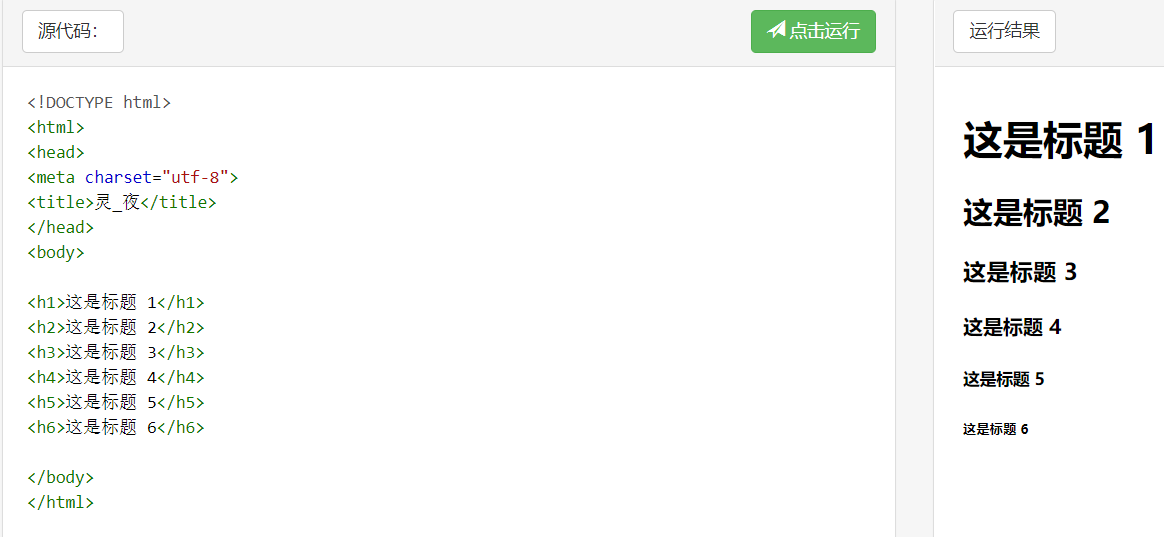 源代码：
点击运行
<!DOCTYPE html>
<html>
<head>
<meta charset="utf-8">
<title>灵_夜</title>
</head>
<body>
<h1>这是标题 1</h1>
<h2>这是标题 2</h2>
<h3>这是标题 3</h3>
<h4>这是标题 4</h4>
<h5>这是标题 5</h5>
<h6>这是标题 6</h6>
</body>
</html>
运行结果
这是标题 1
这是标题 2
这是标题 3
这是标题 4
这是标题 5
这是标题 6